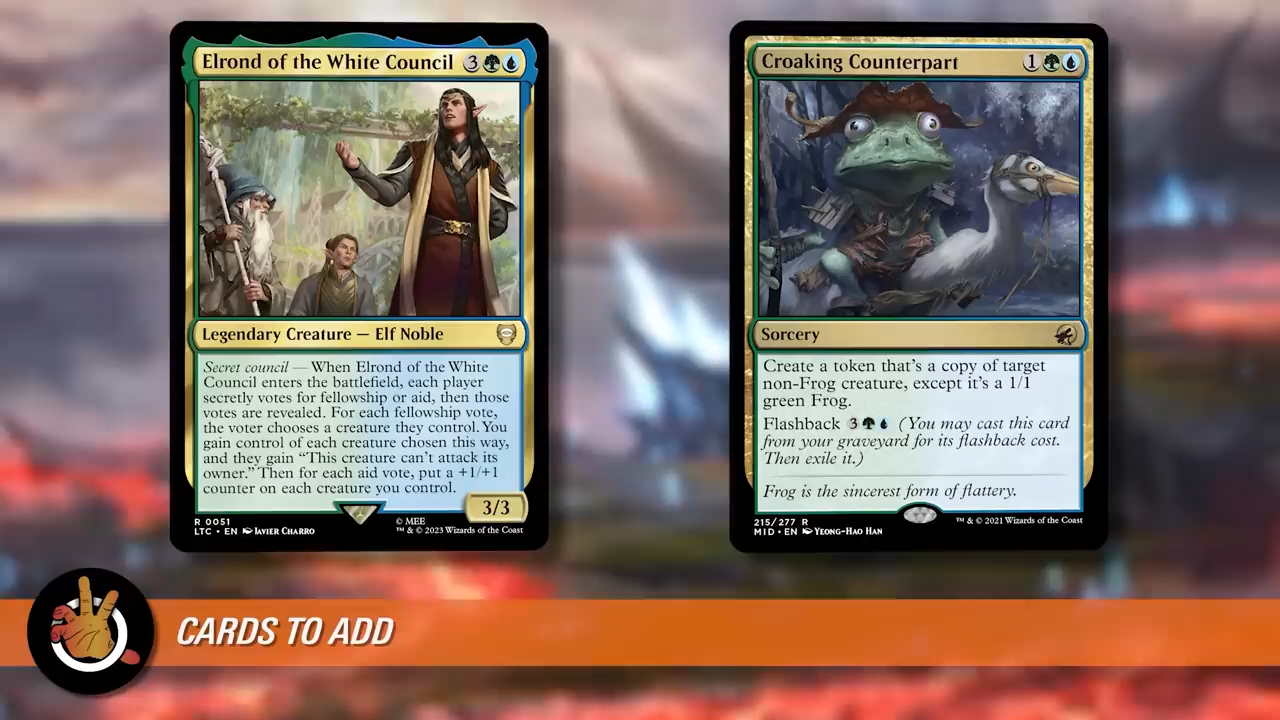 Elrond of the White Council 3
Legendary Creature — Elf Noble
Secret council — When Elrond of the White
Council enters the battlefield, each player
secretly votes for fellowship or aid, then those
votes are revealed. For each fellowship vote,
the voter chooses a creature they control. You
gain control of each creature chosen this way,
and they gain “This creature can’t attack its
owner.” Then for each aid vote, put a +1/+1
counter on each creature you control.
3/3
R 0051
LTC • EN Javier Charro
© MEE
™ & © 2023 Wizards of the Coast
Croaking Counterpart 1
Sorcery
Create a token that’s a copy of target
non-Frog creature, except it’s a 1/1
green Frog.
Flashback 3 (You may cast this card
from your graveyard for its flashback cost.
Then exile it.)
Frog is the sincerest form of flattery.
215/277 R
MID • EN Yeong-Hao Han
™ & © 2021 Wizards of the Coast
CARDS TO ADD